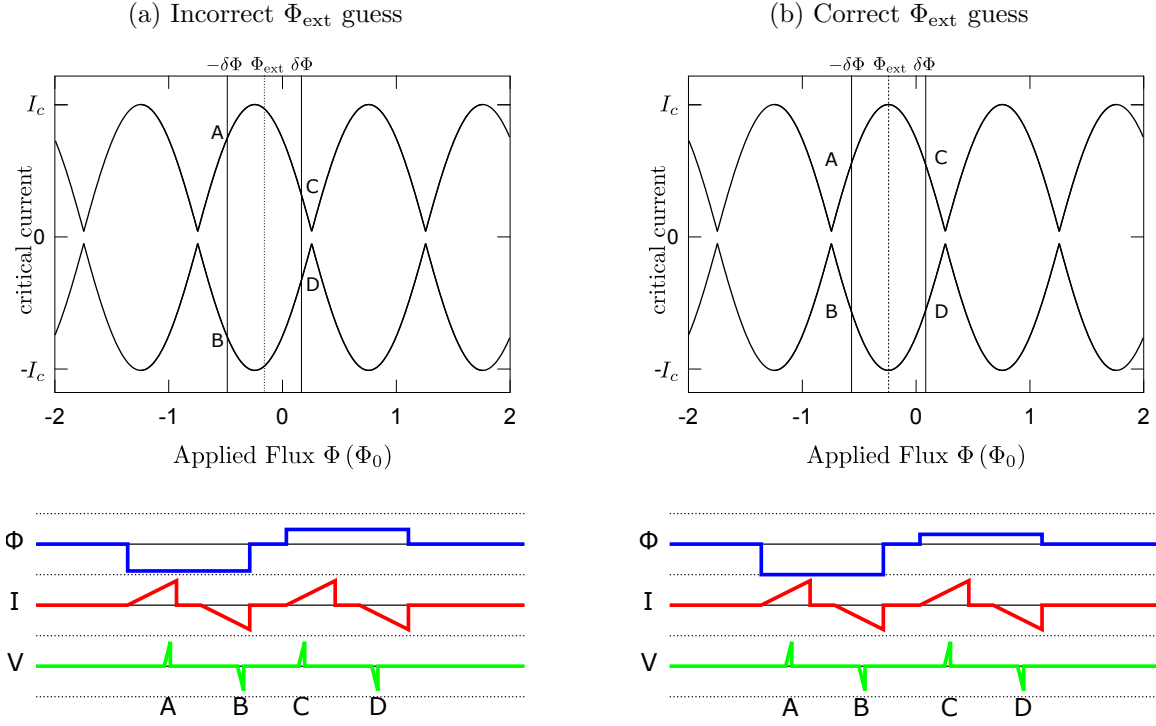 (a) Incorrect Φext guess
−δΦ Φext δΦ
Ic
0
-Ic
critical current
A
B
C
D
-2 -1 0 1 2
Applied Flux Φ (Φ0)
Φ
I
V
A B C D
(b) Correct Φext guess
−δΦ Φext δΦ
Ic
0
-Ic
critical current
A
B
C
D
-2 -1 0 1 2
Applied Flux Φ (Φ0)
Φ
I
V
A B C D